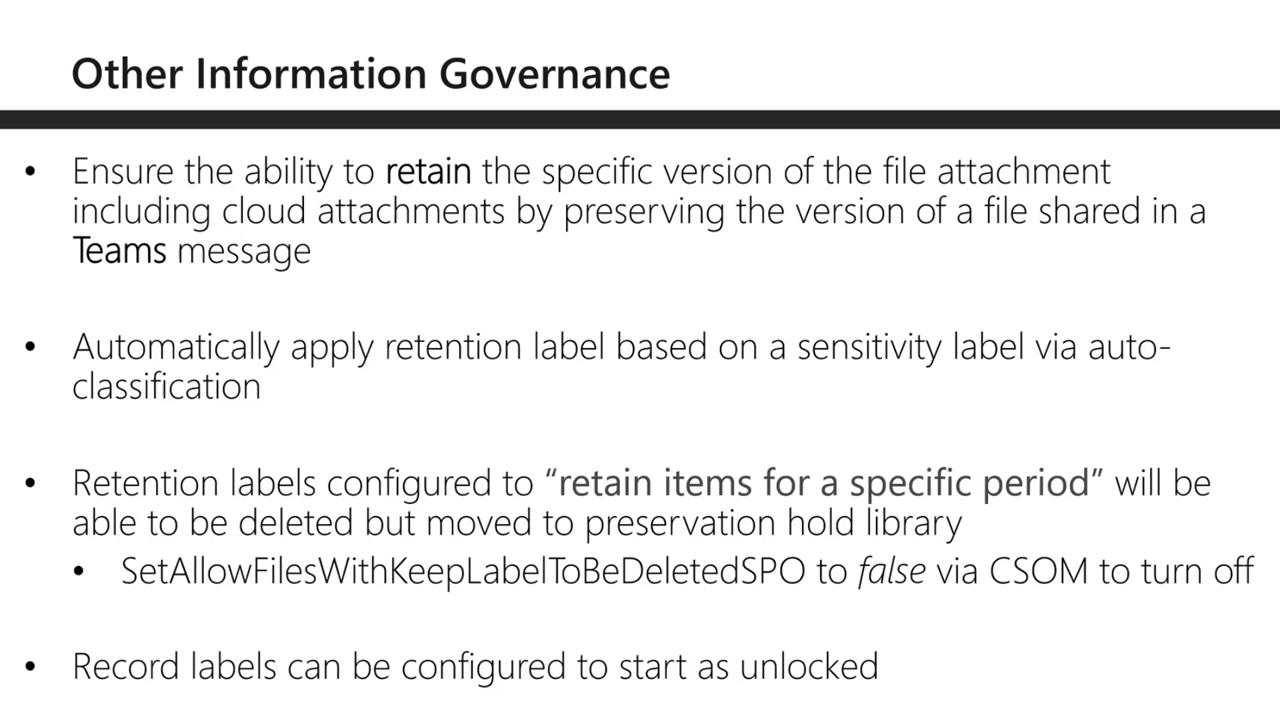 Other Information Governance
• Ensure the ability to retain the specific version of the file attachment
including cloud attachments by preserving the version of a file shared in a
Teams message
• Automatically apply retention label based on a sensitivity label via auto-
classification
• Retention labels configured to “retain items for a specific period” will be
able to be deleted but moved to preservation hold library
• SetAllowFilesWithKeepLabelToBeDeletedSPO to false via CSOM to turn off
• Record labels can be configured to start as unlocked